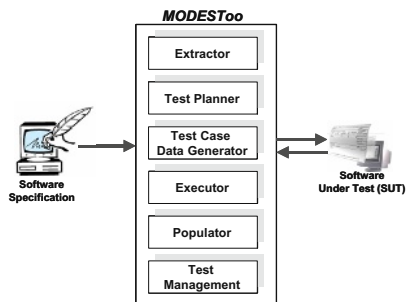 MODESToo
Extractor
Test Planner
Test Case
Data Generator
Executor
Populator
Test
Management
Software
Specification
Software
Under Test (SUT)